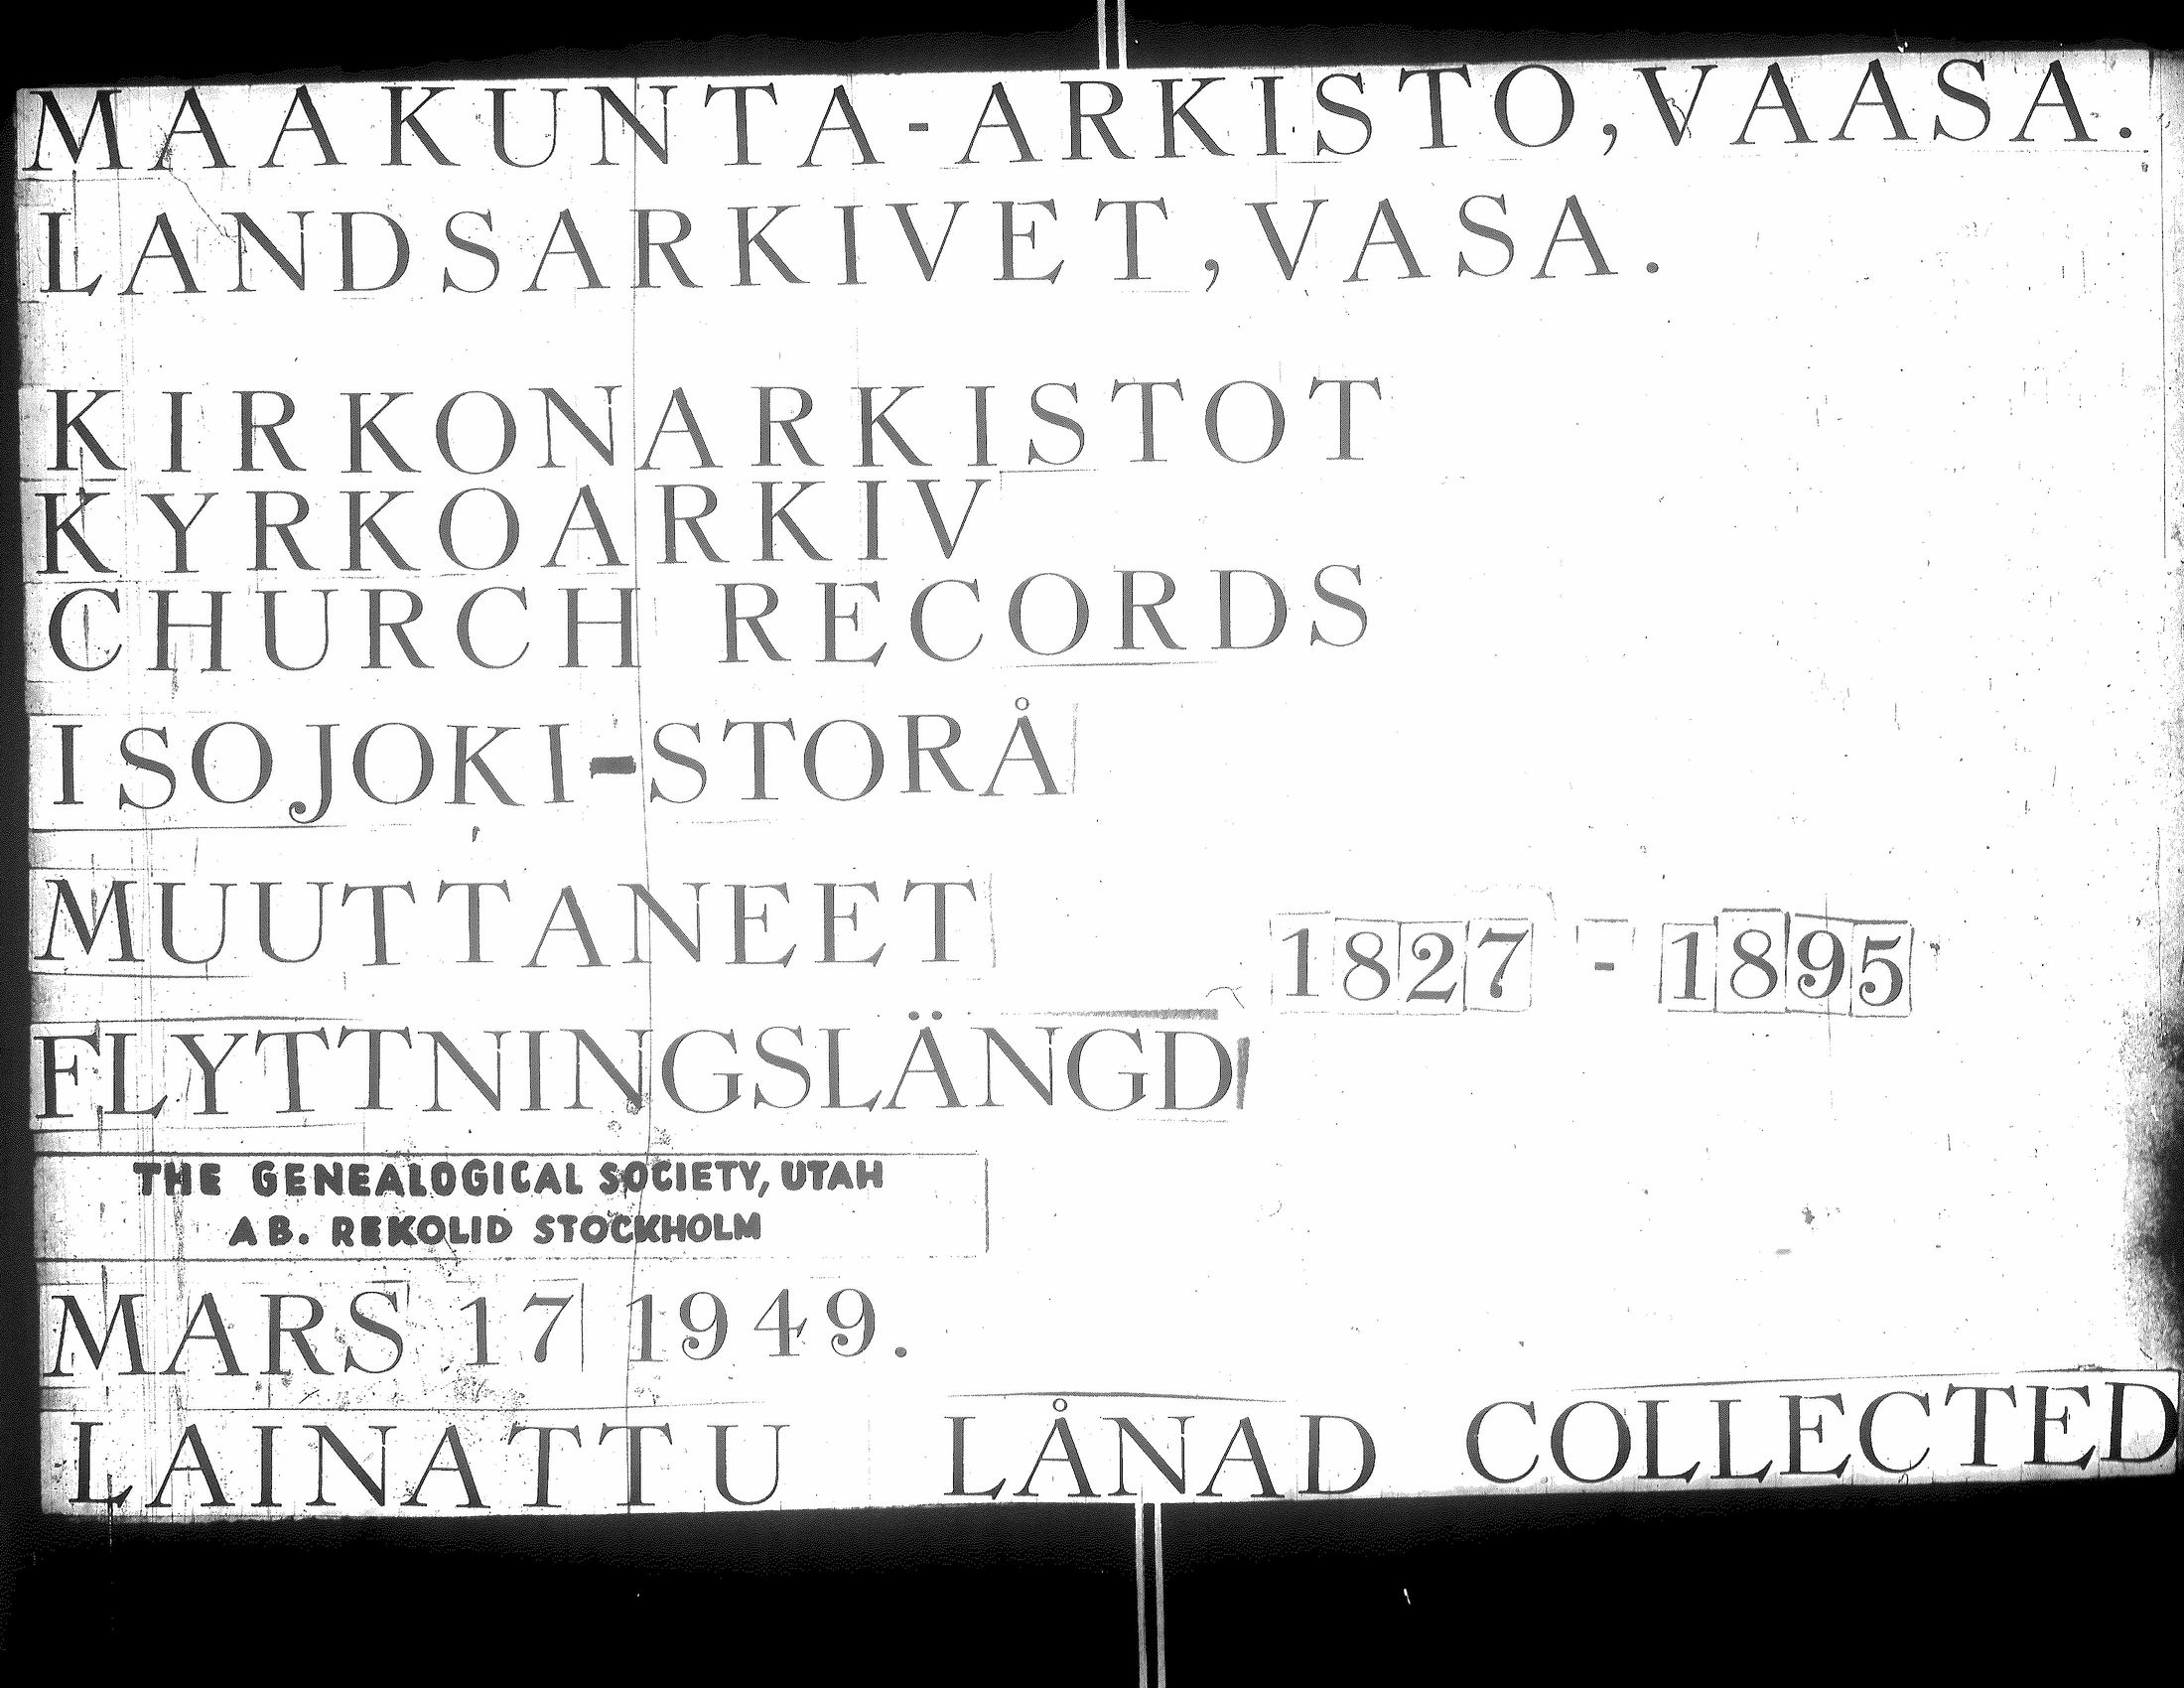 MAAKUNTA-ARKISTO, VAASA.
LANDSARKIVET, VASA.
KIRKONARKISTOT
KYRKOARKIV
CHURCH RECORDS
ISOJOKI-STORÅ
MUUTTANEET 1827 - 1895
FLYTTNINGSLÄNGD
THE GENEALOGICAL SOCIETY, UTAH
AB. REKOLID STOCKHOLM
MARS 17 1949.
LAINATTU LÅNAD COLLECTED